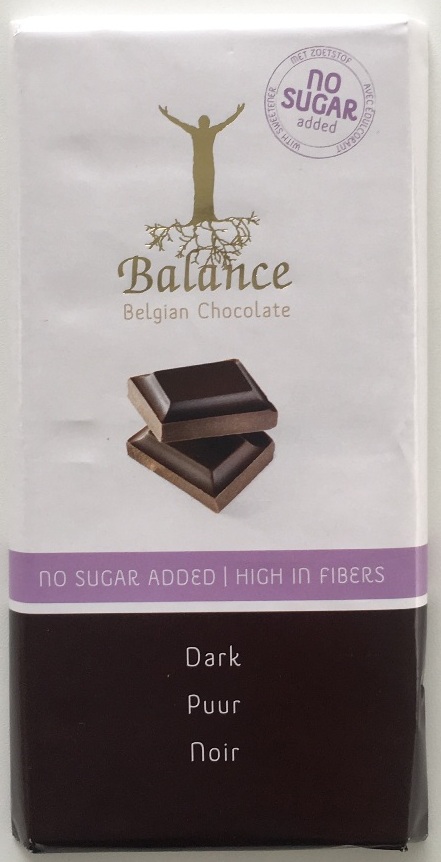 MET ZOETSTOF
AVEC ÉDULCORANT
WITH SWEETENER
NO
SUGAR
added
Balance
Belgian Chocolate
NO SUGAR ADDED | HIGH IN FIBERS
Dark
Puur
Noir